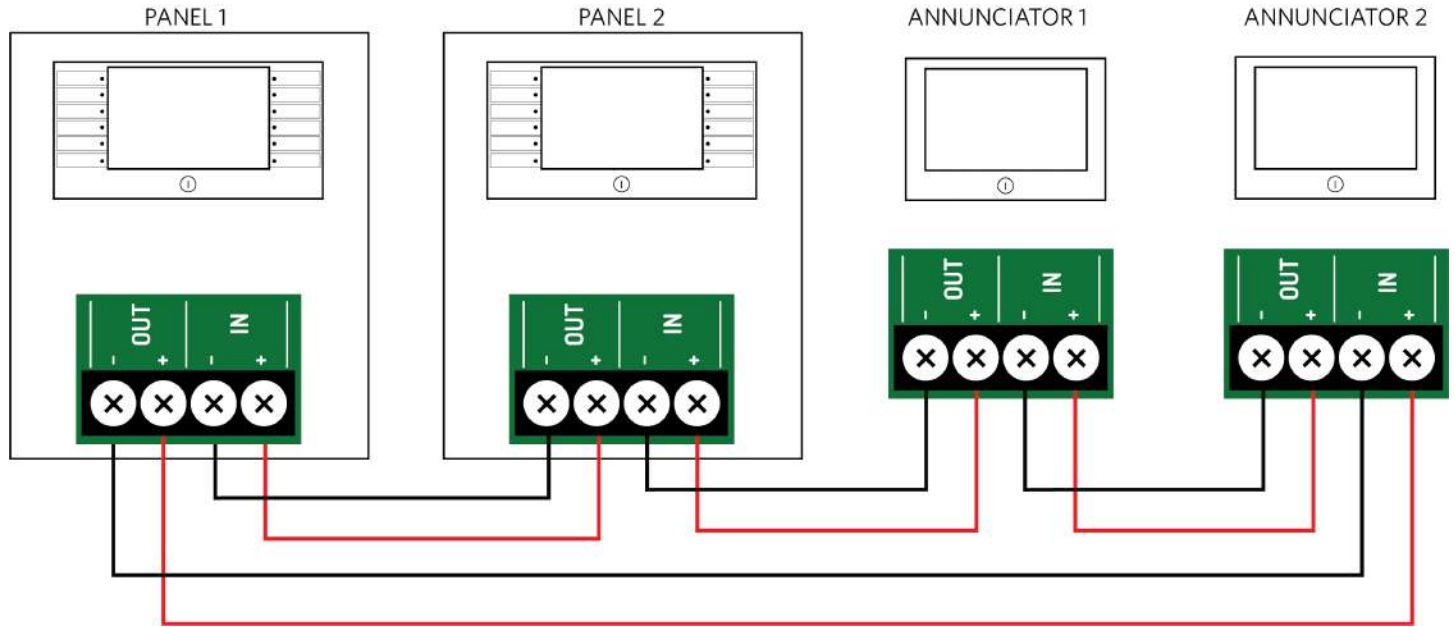 PANEL 1
PANEL 2
ANNUNCIATOR 1
ANNUNCIATOR 2
OUT
IN
- + - +
OUT
IN
- + - +
OUT
IN
- + - +
OUT
IN
- + - +